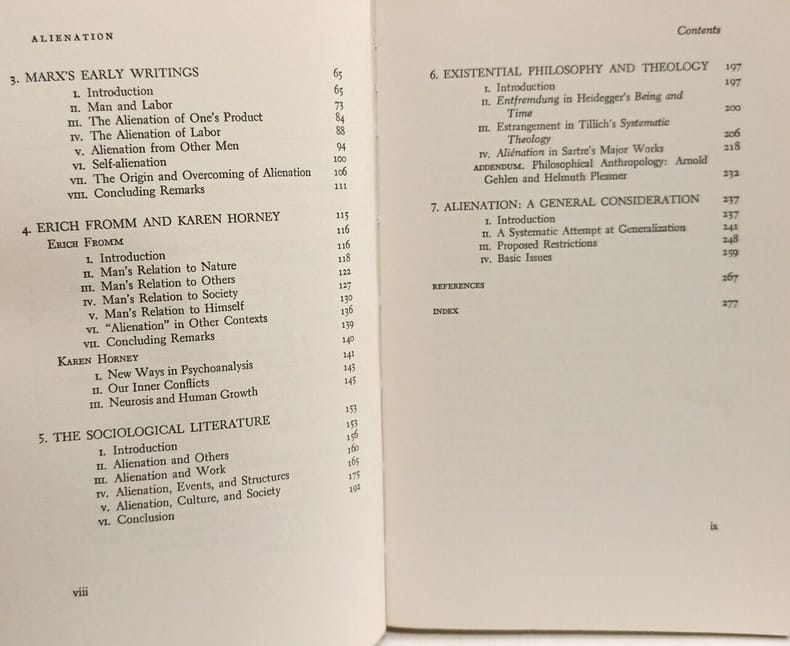 ALIENATION
3. MARX'S EARLY WRITINGS 65
I. Introduction 65
II. Man and Labor 73
III. The Alienation of One's Product 84
IV. The Alienation of Labor 88
V. Alienation from Other Men 94
VI. Self-alienation 100
VII. The Origin and Overcoming of Alienation 106
VIII. Concluding Remarks 111
4. ERICH FROMM AND KAREN HORNEY 115
ERICH FROMM 116
I. Introduction 116
II. Man's Relation to Nature 118
III. Man's Relation to Others 122
IV. Man's Relation to Society 127
V. Man's Relation to Himself 130
VI. "Alienation" in Other Contexts 136
VII. Concluding Remarks 139
KAREN HORNEY 140
I. New Ways in Psychoanalysis 141
II. Our Inner Conflicts 143
III. Neurosis and Human Growth 145
5. THE SOCIOLOGICAL LITERATURE 153
I. Introduction 153
II. Alienation and Others 156
III. Alienation and Work 160
IV. Alienation, Events, and Structures 165
V. Alienation, Culture, and Society 175
VI. Conclusion 192
viii
Contents
6. EXISTENTIAL PHILOSOPHY AND THEOLOGY 197
I. Introduction 197
II. Entfremdung in Heidegger's Being and
Time 200
III. Estrangement in Tillich's Systematic
Theology 206
IV. Aliénation in Sartre's Major Works 218
ADDENDUM. Philosophical Anthropology: Arnold
Gehlen and Helmuth Plessner 232
7. ALIENATION: A GENERAL CONSIDERATION 237
I. Introduction 237
II. A Systematic Attempt at Generalization 241
III. Proposed Restrictions 248
IV. Basic Issues 259
REFERENCES 267
INDEX 277
ix